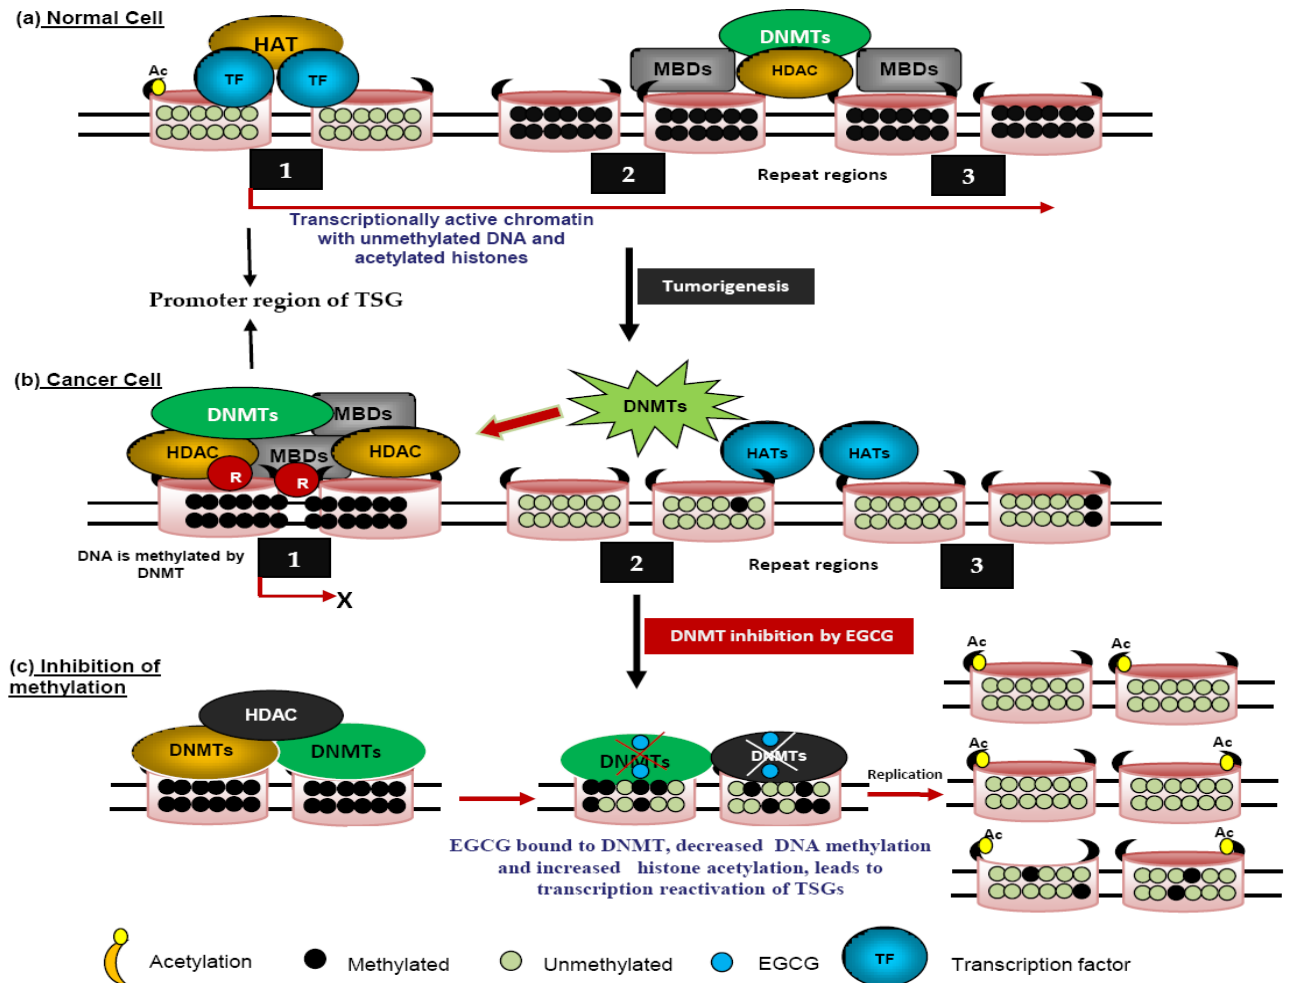 (a) Normal Cell
HAT
TF
TF
Ac
DNMTs
MBDs
HDAC
MBDs
1
2
Repeat regions
3
Transcriptionally active chromatin
with unmethylated DNA and
acetylated histones
Promoter region of TSG
Tumorigenesis
(b) Cancer Cell
DNMTs
MBDs
HDAC
MBDs
HDAC
R
R
DNMTs
HATs
HATs
DNA is methylated by
DNMT
1
X
2
Repeat regions
3
DNMT inhibition by EGCG
(c) Inhibition of
methylation
HDAC
DNMTs
DNMTs
DNMTs
DNMTs
Replication
Ac
Ac
Ac
Ac
Ac
Ac
EGCG bound to DNMT, decreased DNA methylation
and increased histone acetylation, leads to
transcription reactivation of TSGs
Acetylation
Methylated
Unmethylated
EGCG
TF
Transcription factor